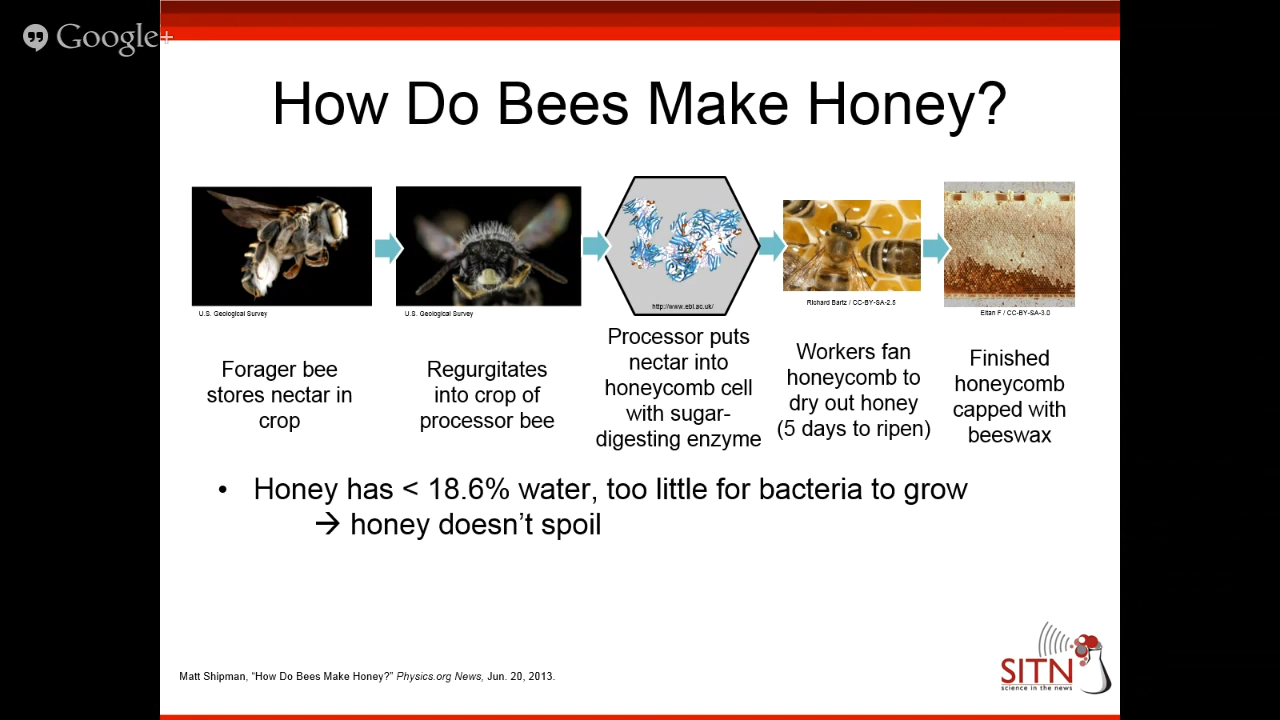 Google+
How Do Bees Make Honey?
U.S. Geological Survey
U.S. Geological Survey
http://www.ebi.ac.uk/
Richard Bartz / CC-BY-SA-2.5
Eitan F / CC-BY-SA-3.0
Forager bee
stores nectar in
crop
Regurgitates
into crop of
processor bee
Processor puts
nectar into
honeycomb cell
with sugar-
digesting enzyme
Workers fan
honeycomb to
dry out honey
(5 days to ripen)
Finished
honeycomb
capped with
beeswax
• Honey has < 18.6% water, too little for bacteria to grow
→ honey doesn’t spoil
Matt Shipman, “How Do Bees Make Honey?” Physics.org News, Jun. 20, 2013.
SITN
science in the news